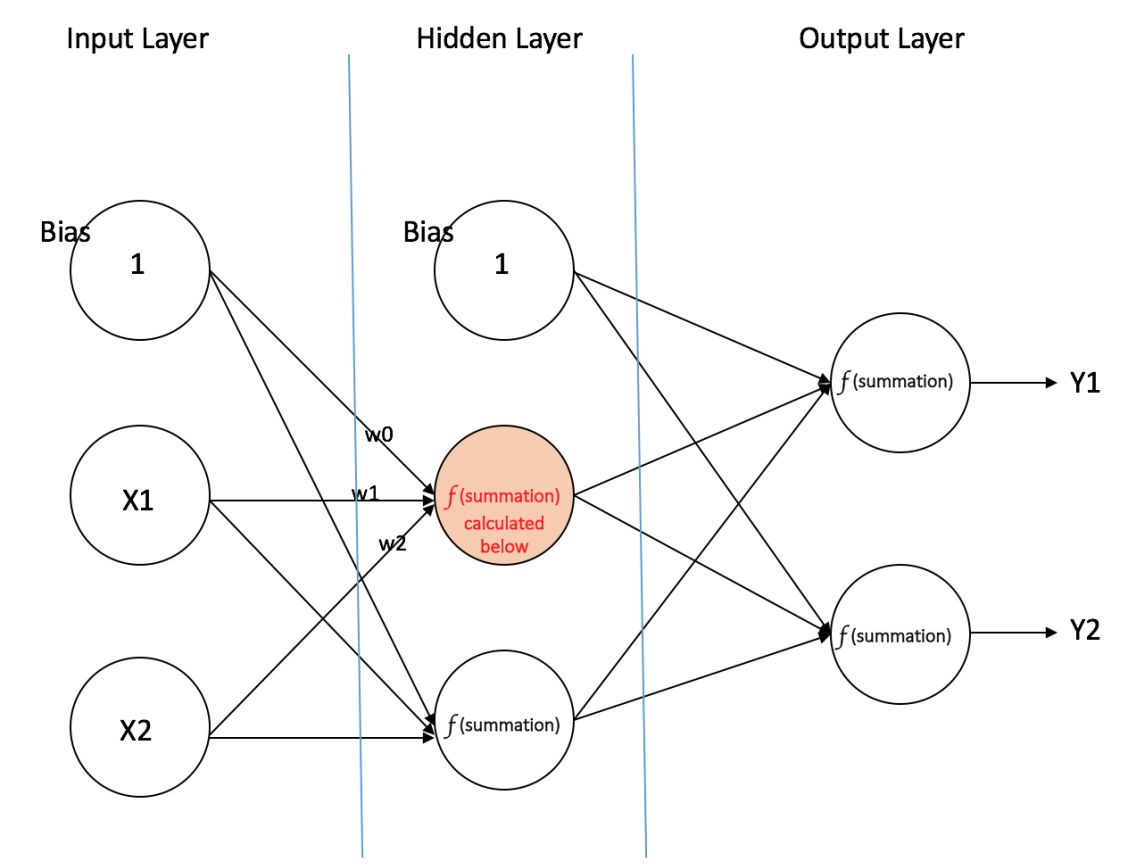 Input Layer
Hidden Layer
Output Layer
Bias
1
Bias
1
f(summation)
Y1
w0
X1
w1
f(summation)
calculated
below
w2
X2
f(summation)
f(summation)
Y2